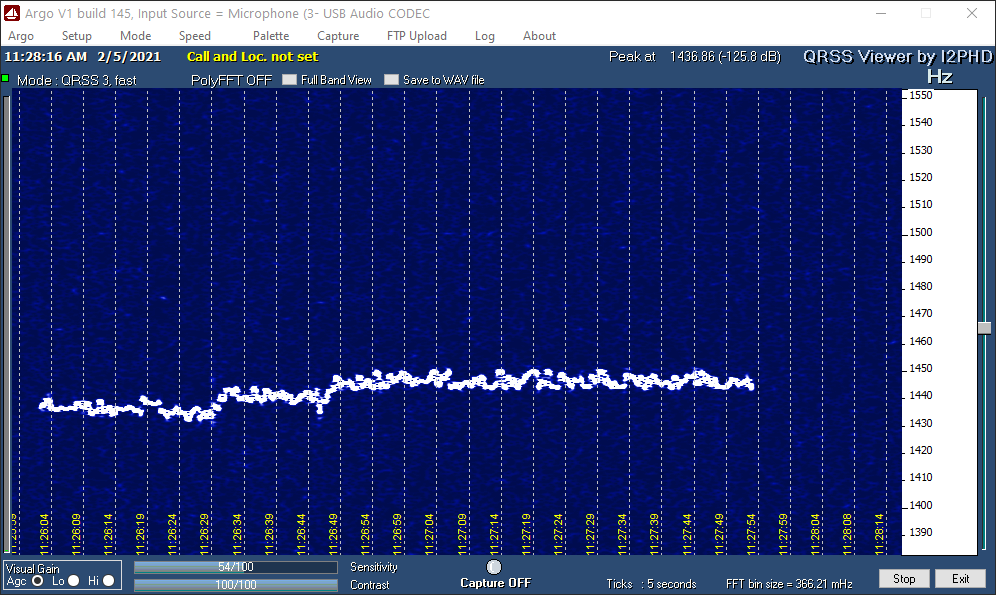 Argo V1 build 145, Input Source = Microphone (3- USB Audio CODEC
Argo Setup Mode Speed Palette Capture FTP Upload Log About
11:28:16 AM 2/5/2021 Call and Loc. not set Peak at 1436.86 (-125.8 dB) QRSS Viewer by I2PHD
Mode : QRSS 3, fast PolyFFT OFF Full Band View Save to WAV file Hz
1550
1540
1530
1520
1510
1500
1490
1480
1470
1460
1450
1440
1430
1420
1410
1400
1390
11:26:04 11:26:09 11:26:14 11:26:19 11:26:24 11:26:29 11:26:34 11:26:39 11:26:44 11:26:49 11:26:54 11:26:59 11:27:04 11:27:09 11:27:14 11:27:19 11:27:24 11:27:29 11:27:34 11:27:39 11:27:44 11:27:49 11:27:54 11:27:59 11:28:04 11:28:08 11:28:14
Visual Gain
Agc Lo Hi
54/100 Sensitivity
100/100 Contrast
Capture OFF
Ticks : 5 seconds FFT bin size = 366.21 mHz
Stop Exit